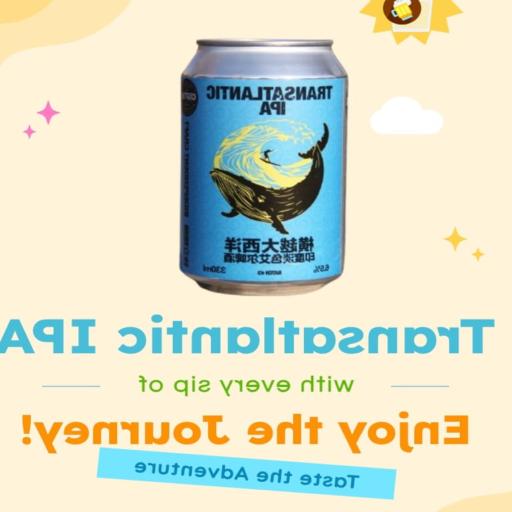 TRANSATLANTIC
IPA
横越大西洋
印度淡色艾尔啤酒
6.5%
330ml
Transatlantic IPA
with every sip of
Enjoy the Journey!
Taste the Adventure